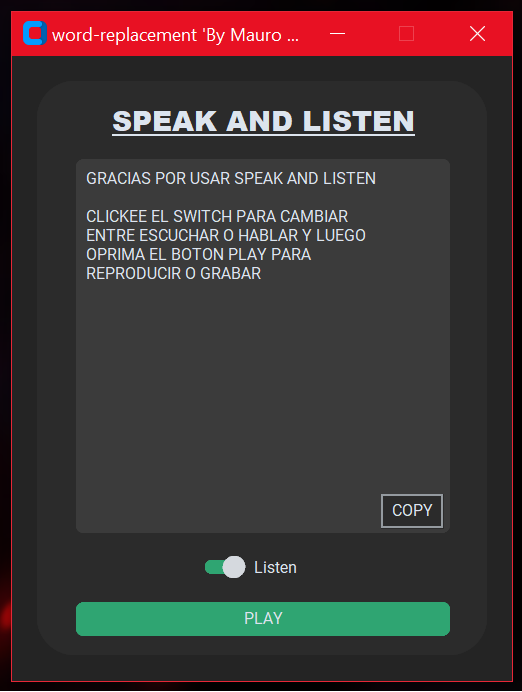 word-replacement 'By Mauro ...
SPEAK AND LISTEN
GRACIAS POR USAR SPEAK AND LISTEN
CLICKEE EL SWITCH PARA CAMBIAR
ENTRE ESCUCHAR O HABLAR Y LUEGO
OPRIMA EL BOTON PLAY PARA
REPRODUCIR O GRABAR
COPY
Listen
PLAY